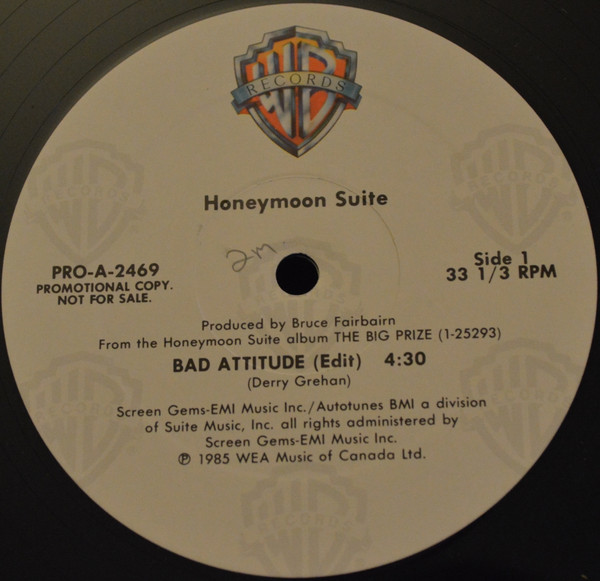 WB
RECORDS
Honeymoon Suite
2m
PRO-A-2469
PROMOTIONAL COPY.
NOT FOR SALE.
Side 1
33 1/3 RPM
Produced by Bruce Fairbairn
From the Honeymoon Suite album THE BIG PRIZE (1-25293)
BAD ATTITUDE (Edit) 4:30
(Derry Grehan)
Screen Gems-EMI Music Inc./Autotunes BMI a division
of Suite Music, Inc. all rights administered by
Screen Gems-EMI Music Inc.
℗ 1985 WEA Music of Canada Ltd.